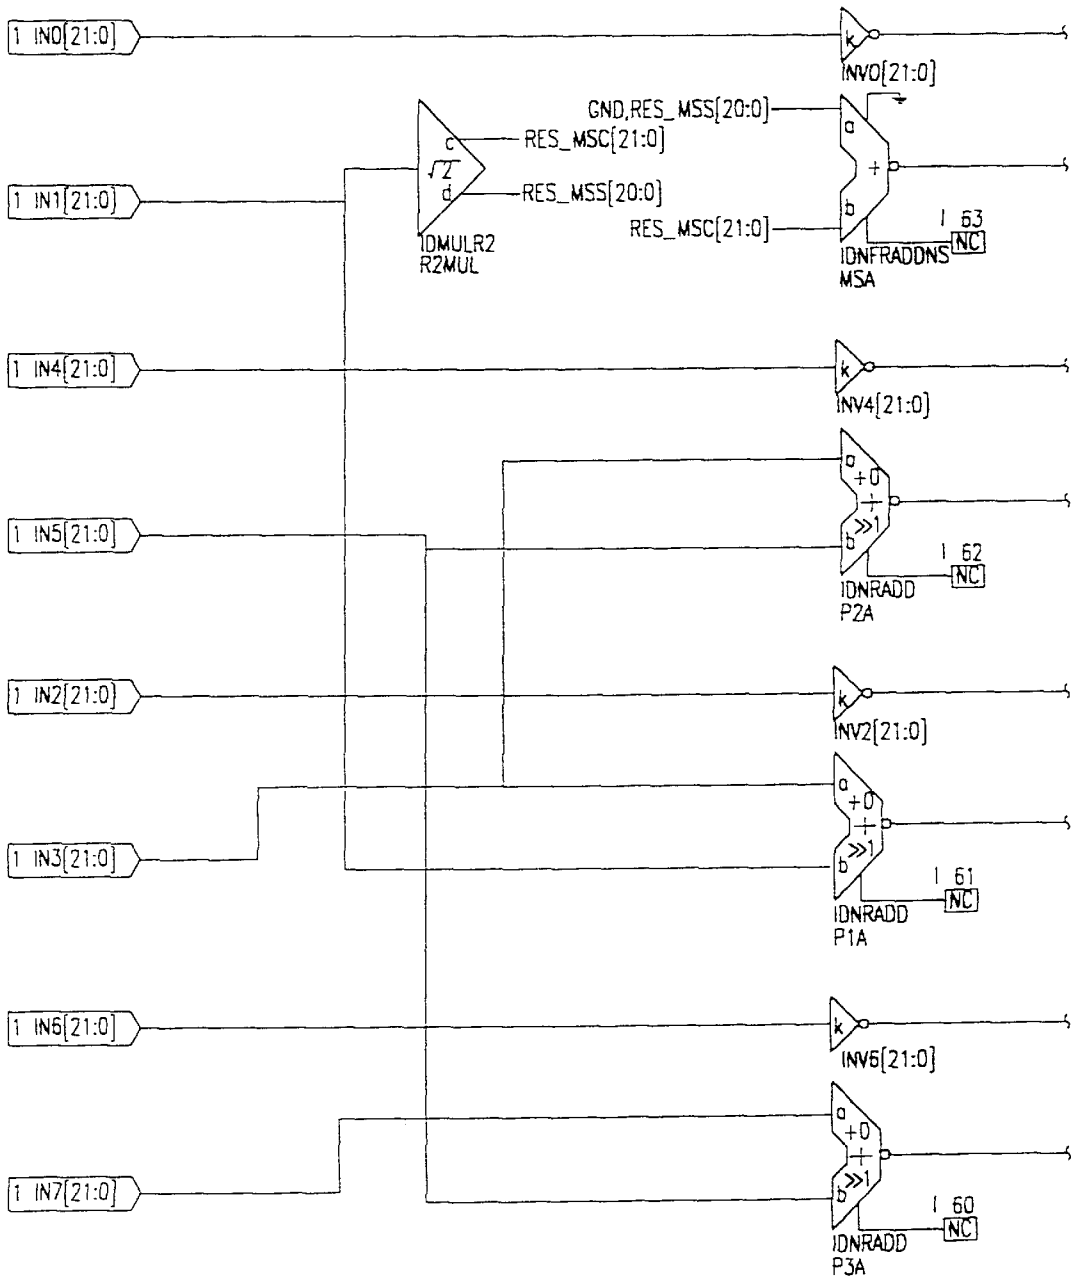 1 IN0[21:0]
k
INV0[21:0]
GND,RES_MSS[20:0]
a
c
RES_MSC[21:0]
√2
+
1 IN1[21:0]
d
RES_MSS[20:0]
b
RES_MSC[21:0]
I 63
NC
IDMULR2
R2MUL
IDNFRADDNS
MSA
1 IN4[21:0]
k
INV4[21:0]
a
+0
+
1 IN5[21:0]
≫1
b
I 62
NC
IDNRADD
P2A
1 IN2[21:0]
k
INV2[21:0]
a
+0
+
≫1
1 IN3[21:0]
b
I 61
NC
IDNRADD
P1A
1 IN6[21:0]
k
INV6[21:0]
a
+0
+
≫1
1 IN7[21:0]
b
I 60
NC
IDNRADD
P3A